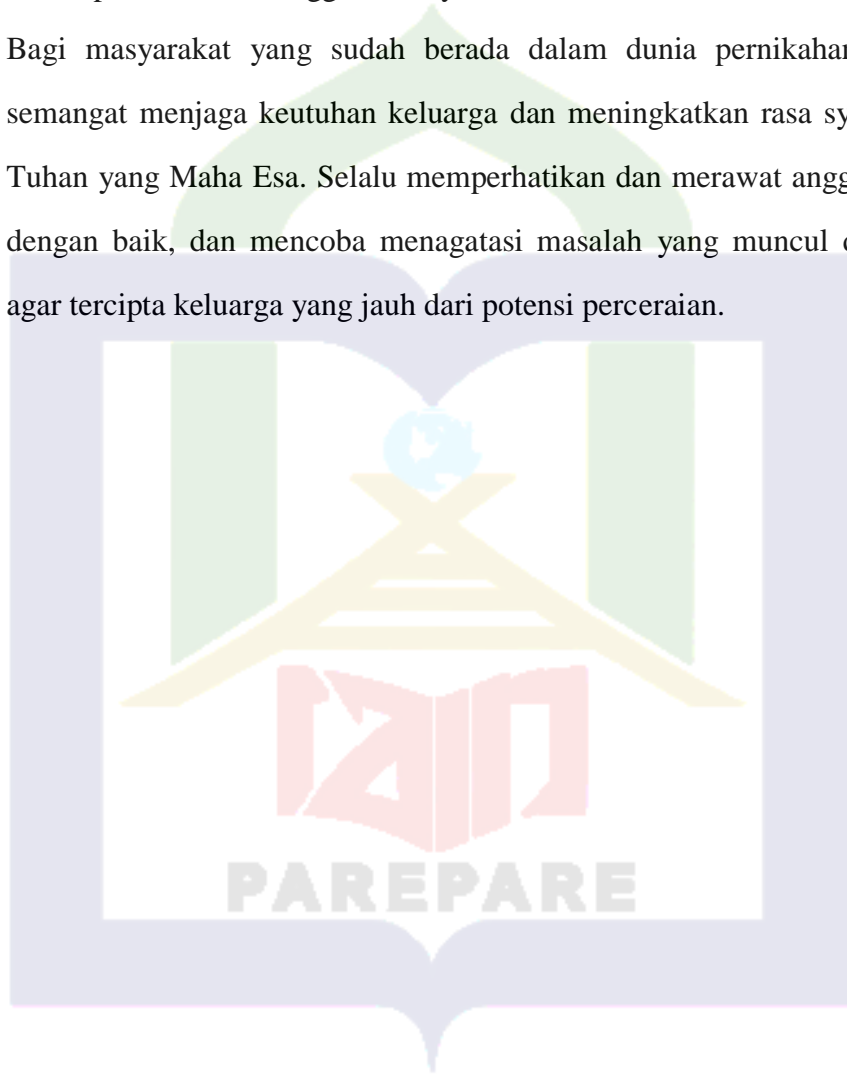 Bagi masyarakat yang sudah berada dalam dunia pernikahan
semangat menjaga keutuhan keluarga dan meningkatkan rasa
Tuhan yang Maha Esa. Selalu memperhatikan dan merawat
dengan baik, dan mencoba menagatasi masalah yang muncul
agar tercipta keluarga yang jauh dari potensi perceraian.
iain
PAREPARE